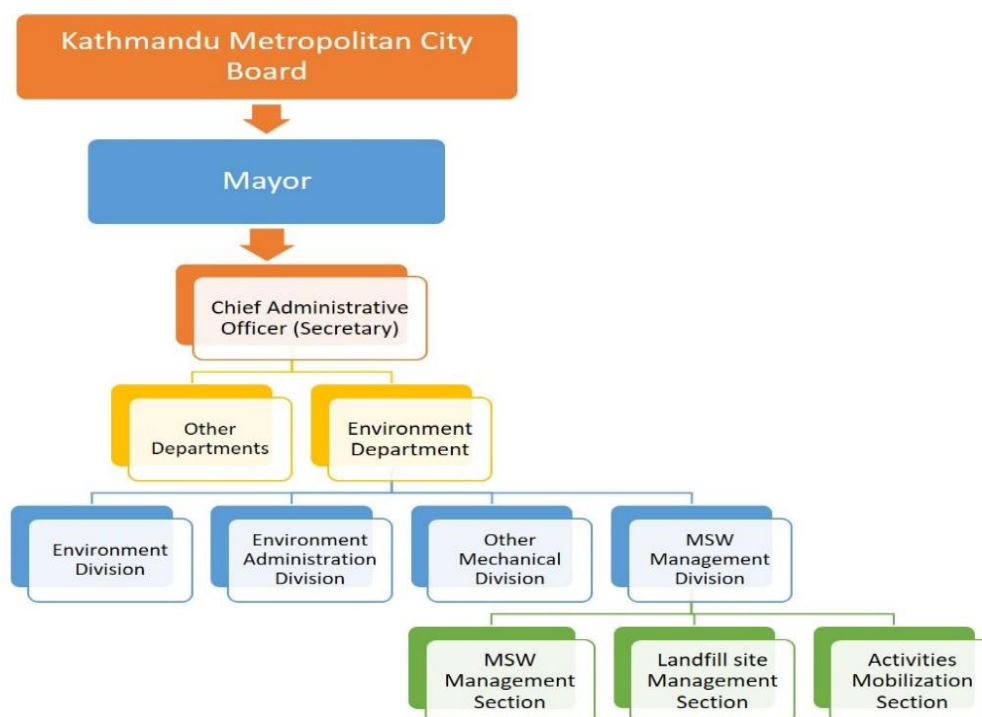 Kathmandu Metropolitan City
Board
Mayor
Chief Administrative
Officer (Secretary)
Other
Departments
Environment
Department
Environment
Division
Environment
Administration
Division
Other
Mechanical
Division
MSW
Management
Division
MSW
Management
Section
Landfill site
Management
Section
Activities
Mobilization
Section